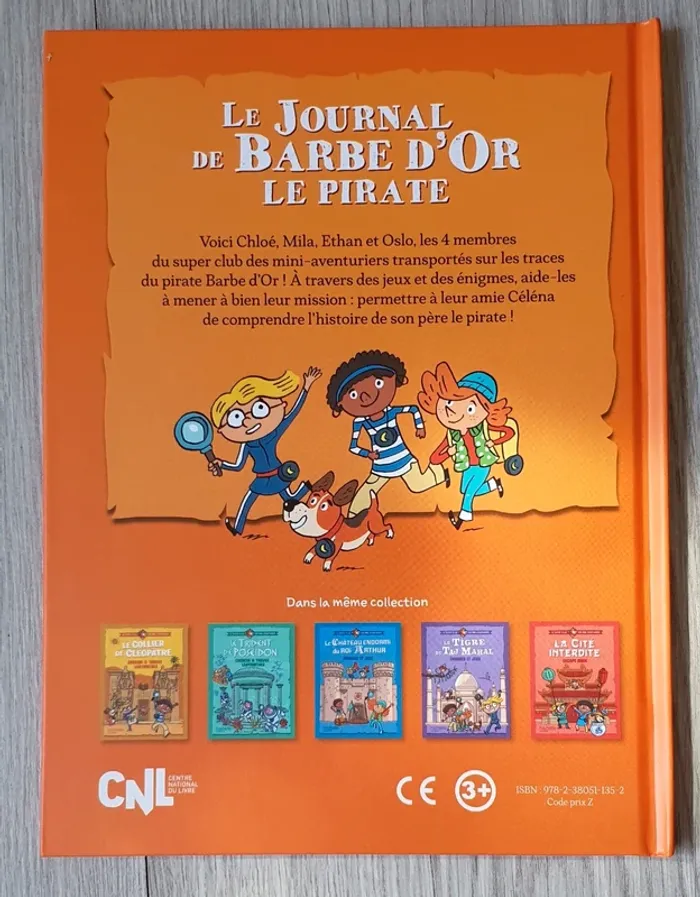 Le Journal
de Barbe d'Or
le pirate
Voici Chloé, Mila, Ethan et Oslo, les 4 membres
du super club des mini-aventuriers transportés sur les traces
du pirate Barbe d'Or ! À travers des jeux et des énigmes, aide-les
à mener à bien leur mission : permettre à leur amie Céléna
de comprendre l'histoire de son père le pirate !
Dans la même collection
Le Collier
de Cléopâtre
Le Trident
de Poséidon
Le Château endormi
du roi Arthur
Le Tigre
du Taj Mahal
La Cité
interdite
CNL
CENTRE
NATIONAL
DU LIVRE
CE
3+
ISBN : 978-2-38051-135-2
Code prix Z